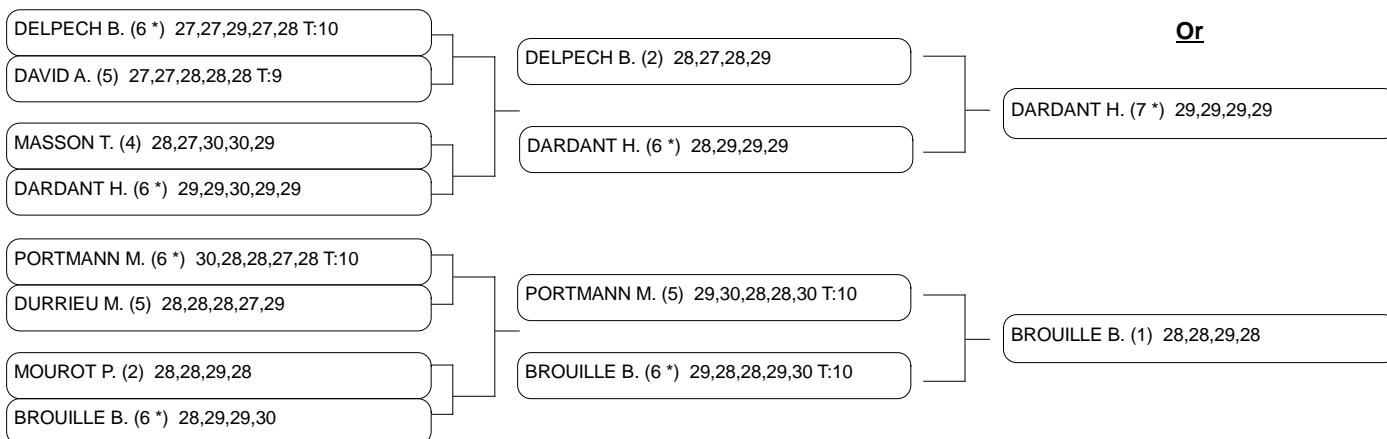 DELPECH B. (6 *) 27,27,29,27,28 T:10
DAVID A. (5) 27,27,28,28,28 T:9
MASSON T. (4) 28,27,30,30,29
DARDANT H. (6 *) 29,29,30,29,29
PORTMANN M. (6 *) 30,28,28,27,28 T:10
DURRIEU M. (5) 28,28,28,27,29
MOUROT P. (2) 28,28,29,28
BROUILLE B. (6 *) 28,29,29,30
DELPECH B. (2) 28,27,28,29
DARDANT H. (6 *) 28,29,29,29
PORTMANN M. (5) 29,30,28,28,30 T:10
BROUILLE B. (6 *) 29,28,28,29,30 T:10
Or
DARDANT H. (7 *) 29,29,29,29
BROUILLE B. (1) 28,28,29,28